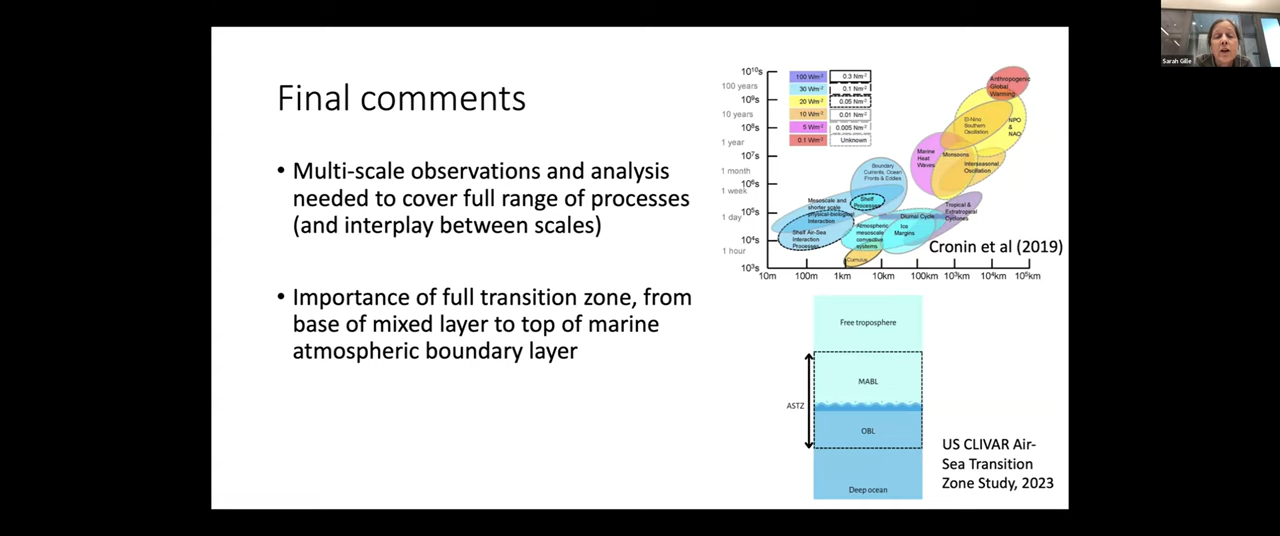 Final comments
• Multi-scale observations and analysis
needed to cover full range of processes
(and interplay between scales)
• Importance of full transition zone, from
base of mixed layer to top of marine
atmospheric boundary layer
10¹⁰s
100 years
10⁹s
10 years
10⁸s
1 year
10⁷s
1 month
10⁶s
1 week
10⁵s
1 day
10⁴s
1 hour
10³s
10m
100m
1km
10km
100km
10³km
10⁴km
10⁵km
100 Wm⁻² 0.3 Nm⁻²
30 Wm⁻² 0.1 Nm⁻²
20 Wm⁻² 0.05 Nm⁻²
10 Wm⁻² 0.01 Nm⁻²
5 Wm⁻² 0.005 Nm⁻²
0.1 Wm⁻² Unknown
Anthropogenic
Global
Warming
El-Nino
Southern
Oscillation
NPO
&
NAO
Marine
Heat
Waves
Monsoons
Interseasonal
Oscillation
Boundary
Currents, Ocean
Fronts & Eddies
Shelf
Processes
Mesoscale and
shorter scale
physical-biological
Interaction
Shelf Air-Sea
Interaction
Processes
Diurnal Cycle
Tropical &
Extratropical
Cyclones
Atmospheric
mesoscale
convective
systems
Ice
Margins
Cumulus
Cronin et al (2019)
Free troposphere
MABL
ASTZ
OBL
Deep ocean
US CLIVAR Air-
Sea Transition
Zone Study, 2023
Sarah Gille